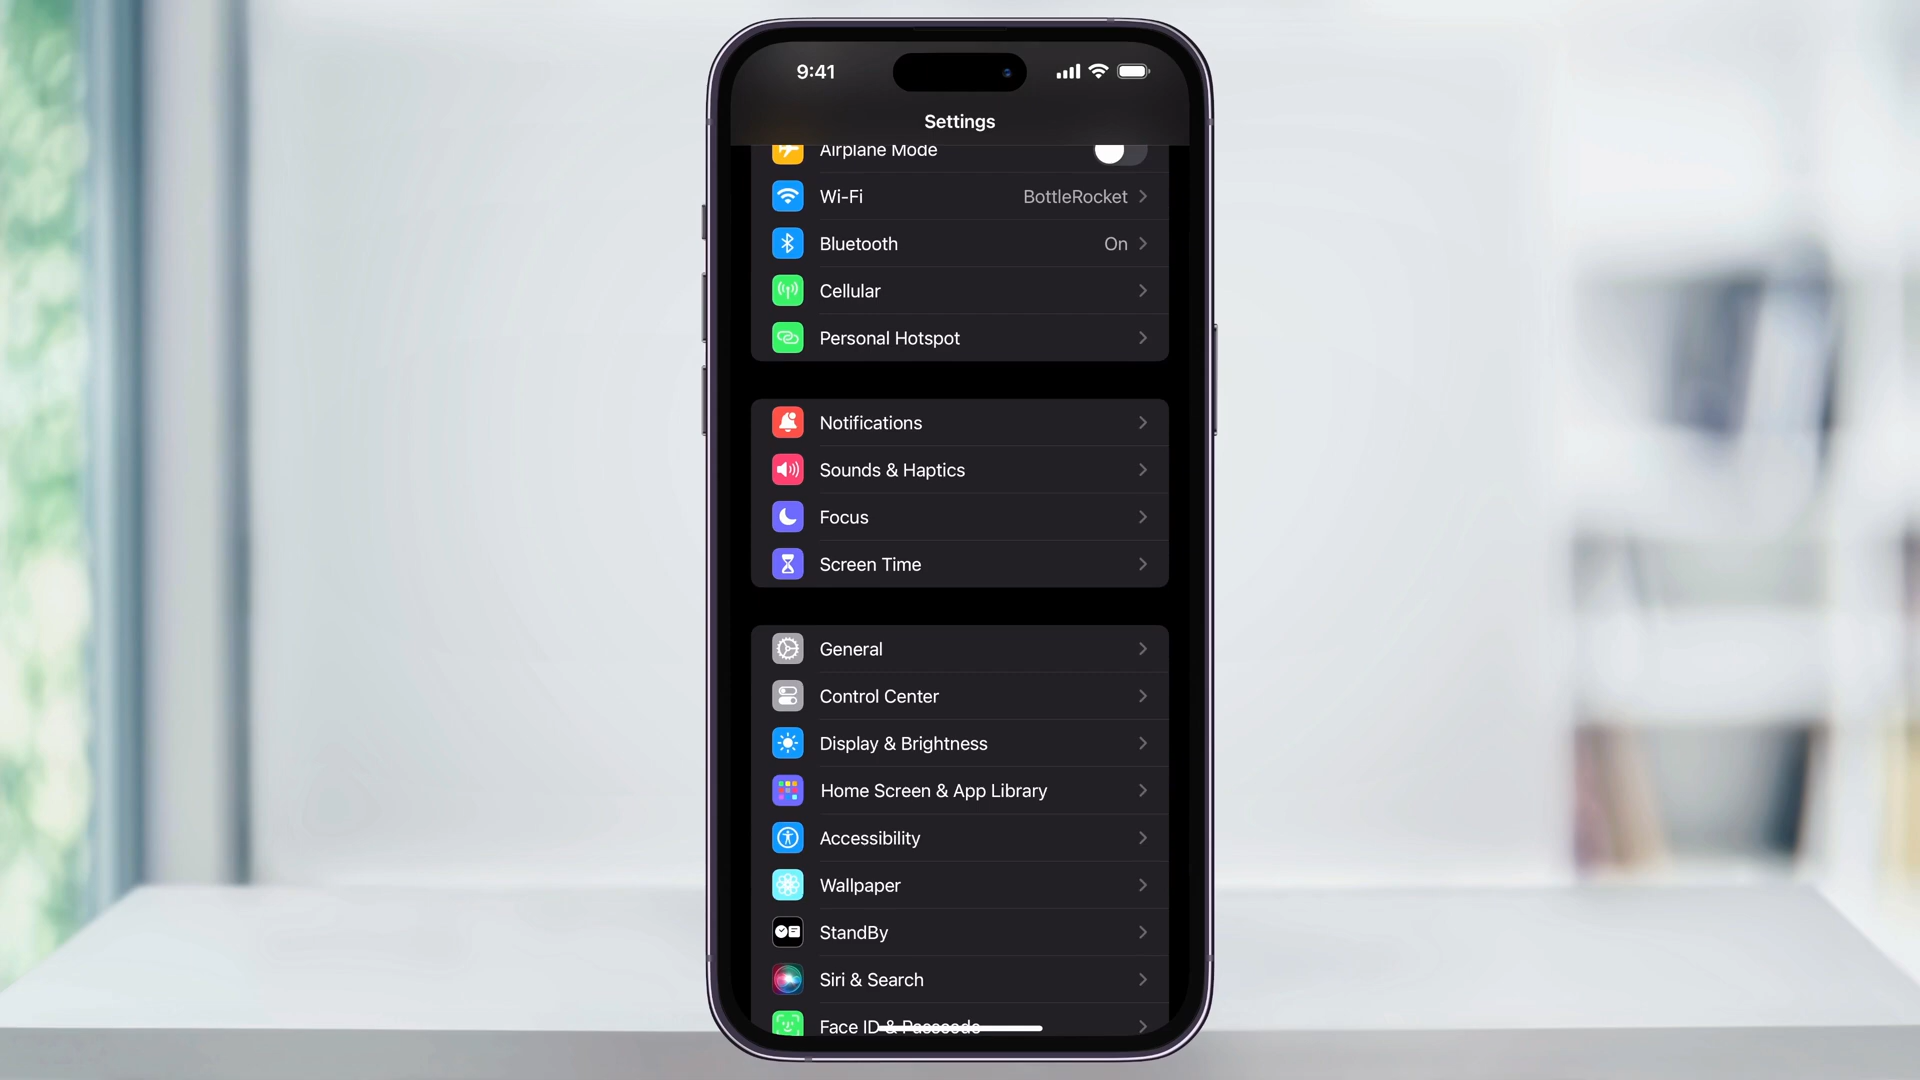 9:41
Settings
Airplane Mode
Wi-Fi BottleRocket
Bluetooth On
Cellular
Personal Hotspot
Notifications
Sounds & Haptics
Focus
Screen Time
General
Control Center
Display & Brightness
Home Screen & App Library
Accessibility
Wallpaper
StandBy
Siri & Search
Face ID & Passcode